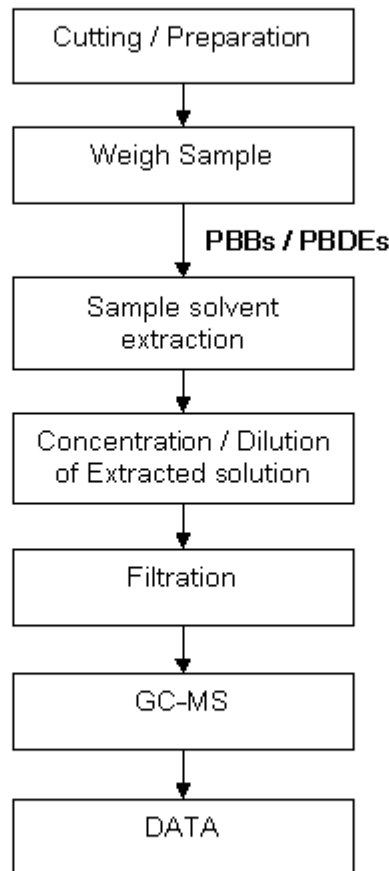 Cutting / Preparation
Weigh Sample
PBBs / PBDEs
Sample solvent
extraction
Concentration / Dilution
of Extracted solution
Filtration
GC-MS
DATA